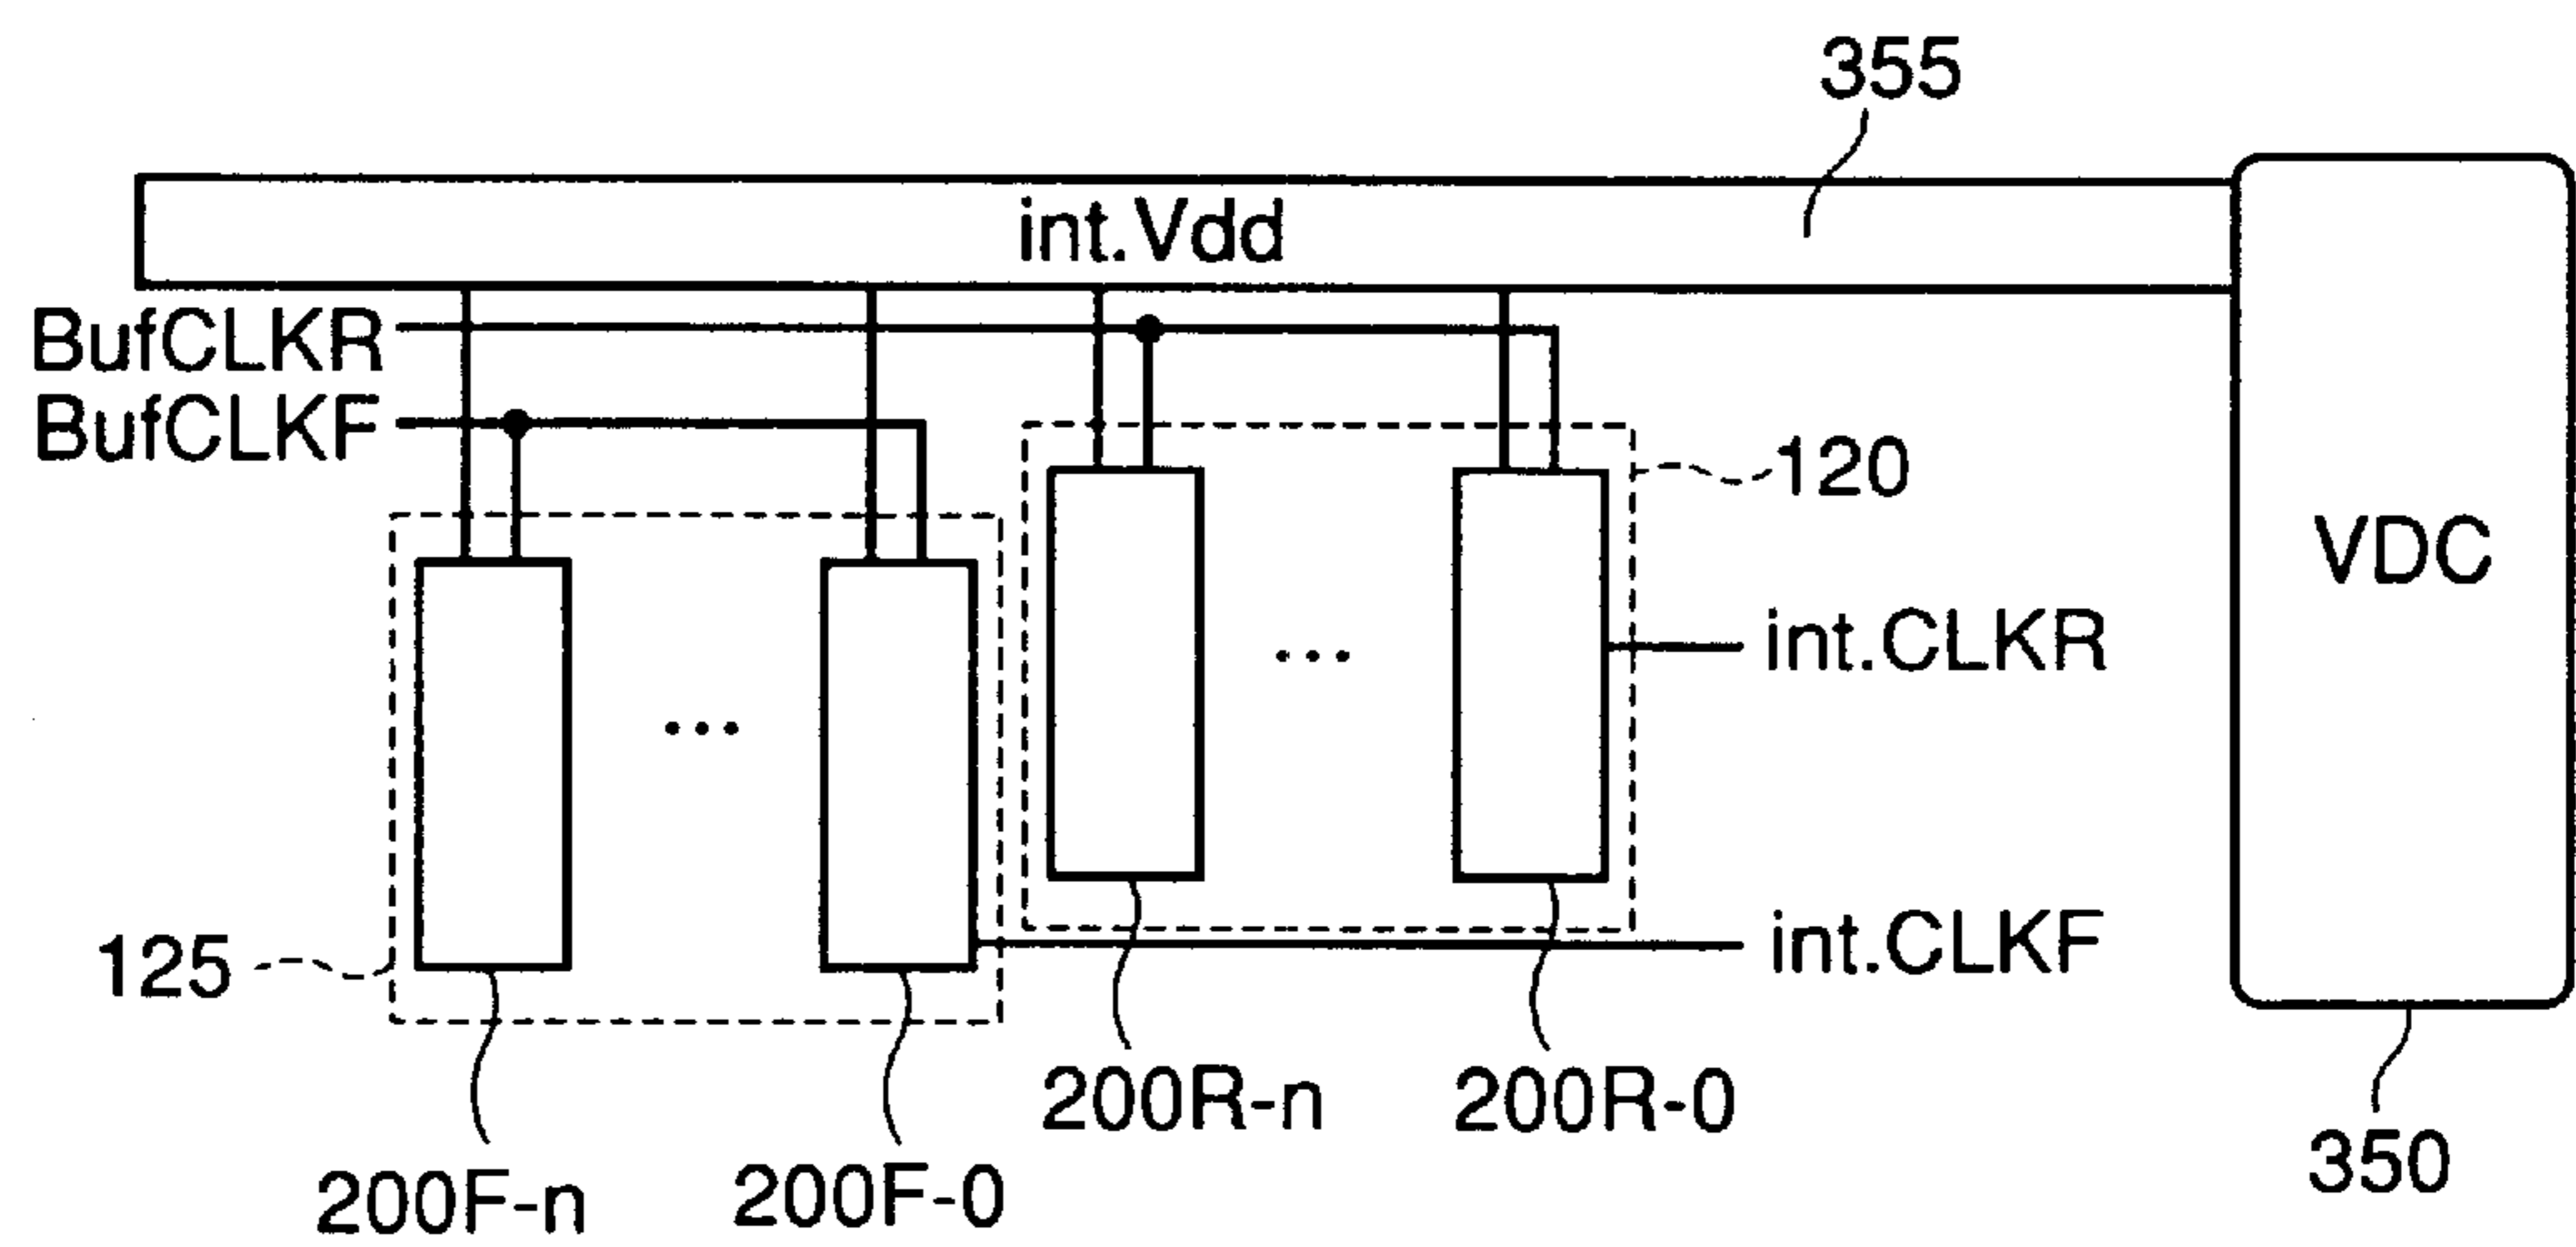 355
int.Vdd
BufCLKR
BufCLKF
120
VDC
...
...
int.CLKR
int.CLKF
125
200R-n
200R-0
350
200F-n
200F-0